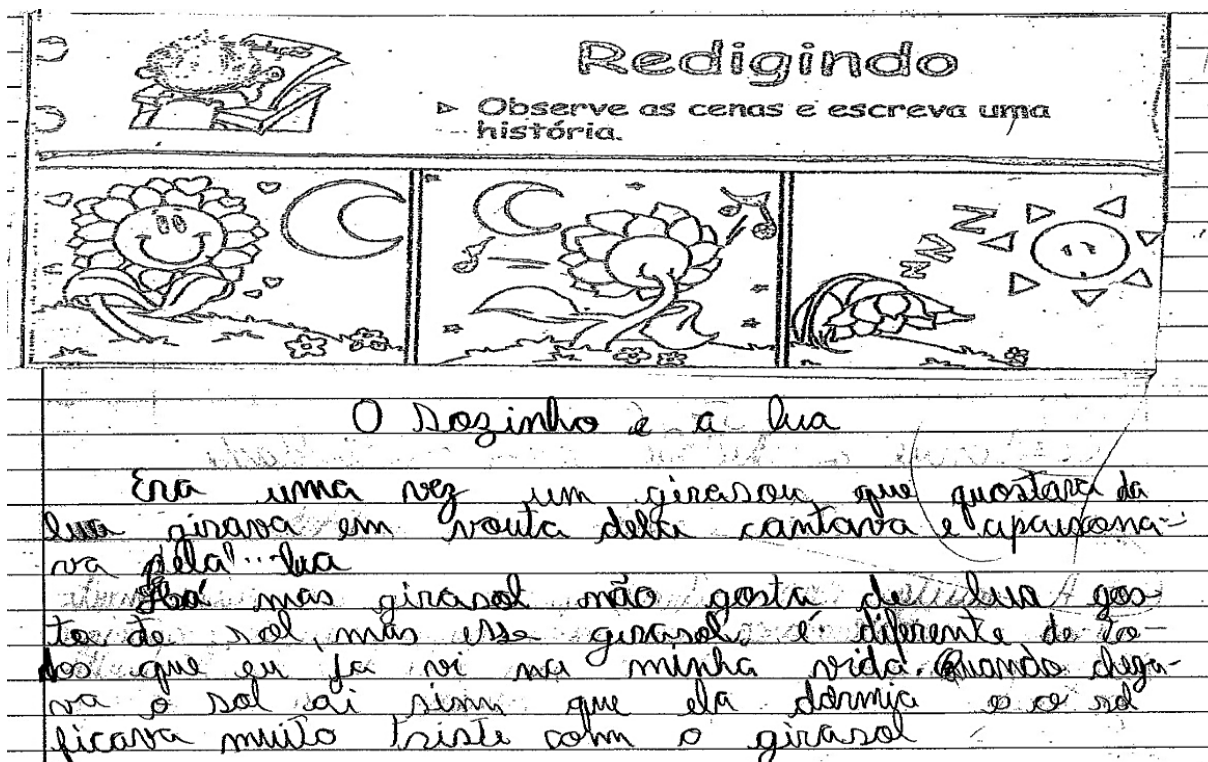 Redigindo
▷ Observe as cenas e escreva uma
história.
z z Z Z
O Sozinho e a lua
Era uma vez um girasou que guostava da
lua girava em vouta dela cantava e apaixona-
va pela lua
Há mas girasol não gosta de lua gos-
ta de sol, mas esse girasol é diferente de to-
dos que eu ja vi na minha vida. Quando chega-
va o sol ai sim que ela dormia e o sol
ficava muito triste com o girasol